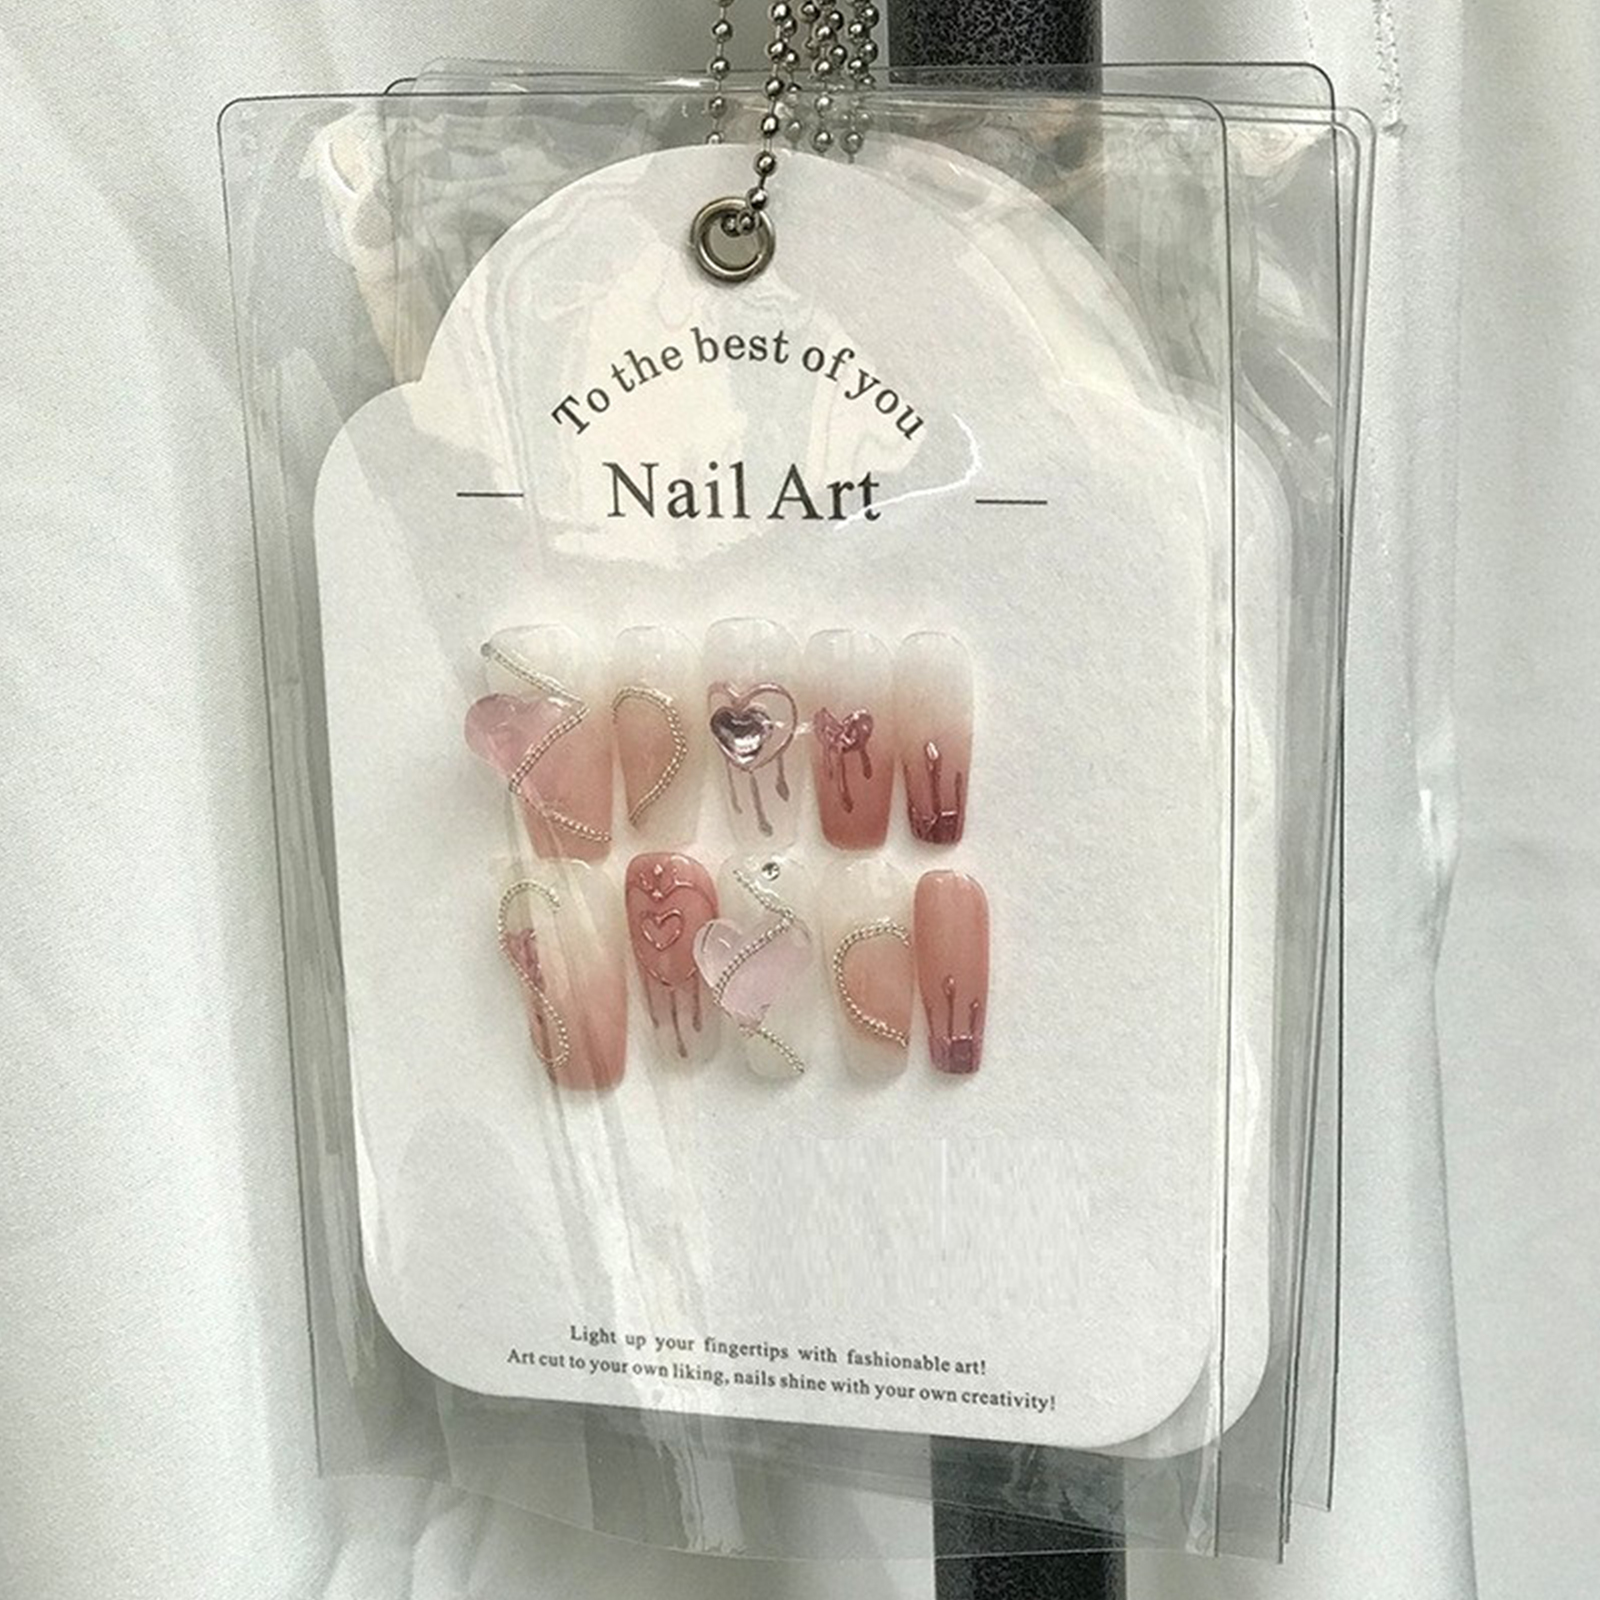 To the best of you
Nail Art
Light up your fingertips with fashionable art!
Art cut to your own liking, nails shine with your own creativity!